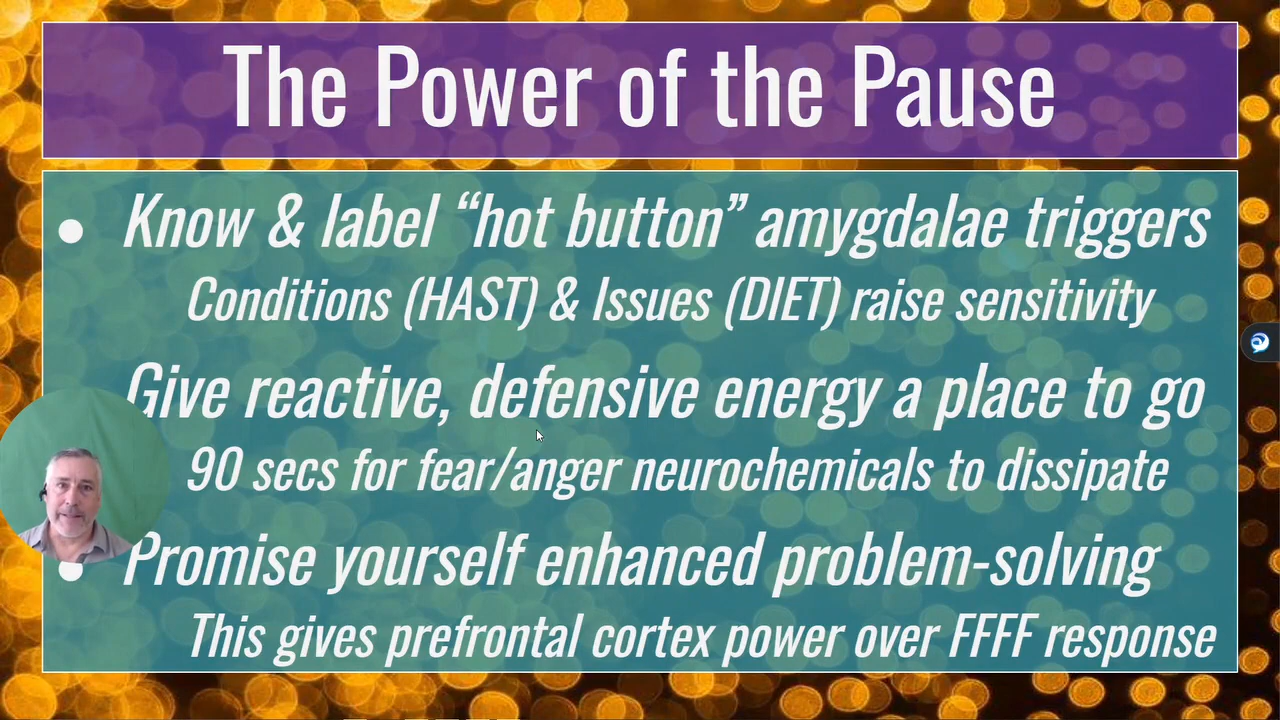 The Power of the Pause
Know & label “hot button” amygdalae triggers
Conditions (HAST) & Issues (DIET) raise sensitivity
Give reactive, defensive energy a place to go
90 secs for fear/anger neurochemicals to dissipate
Promise yourself enhanced problem-solving
This gives prefrontal cortex power over FFFF response